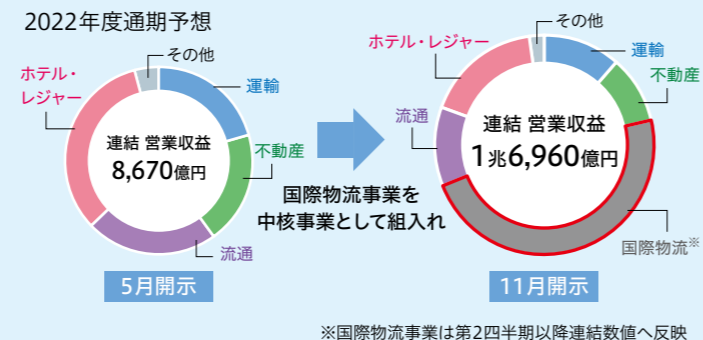 2022年度通期予想
その他
運輸
不動産
流通
ホテル・
レジャー
連結 営業収益
8,670億円
5月開示
国際物流事業を
中核事業として組入れ
その他
運輸
不動産
国際物流※
流通
ホテル・レジャー
連結 営業収益
1兆6,960億円
11月開示
※国際物流事業は第2四半期以降連結数値へ反映